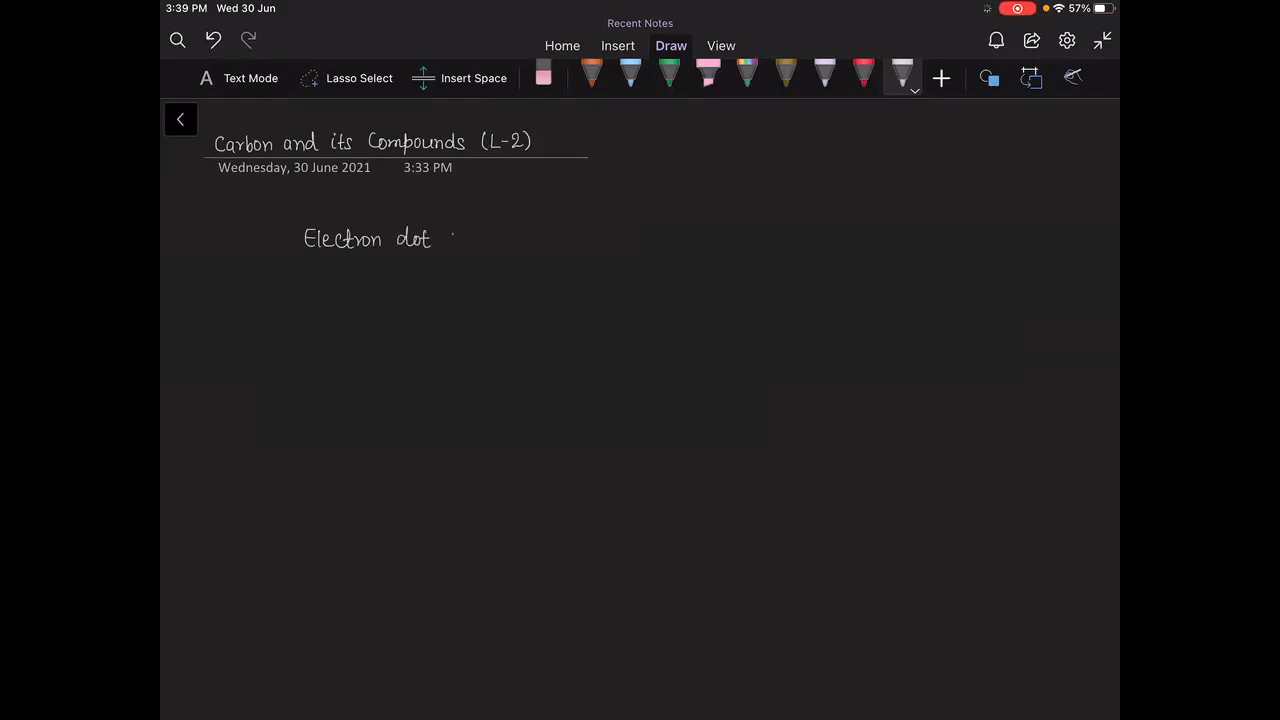 3:39 PM Wed 30 Jun 57%
Recent Notes
Home Insert Draw View
A Text Mode Lasso Select Insert Space
Carbon and its Compounds (L-2)
Wednesday, 30 June 2021 3:33 PM
Electron dot